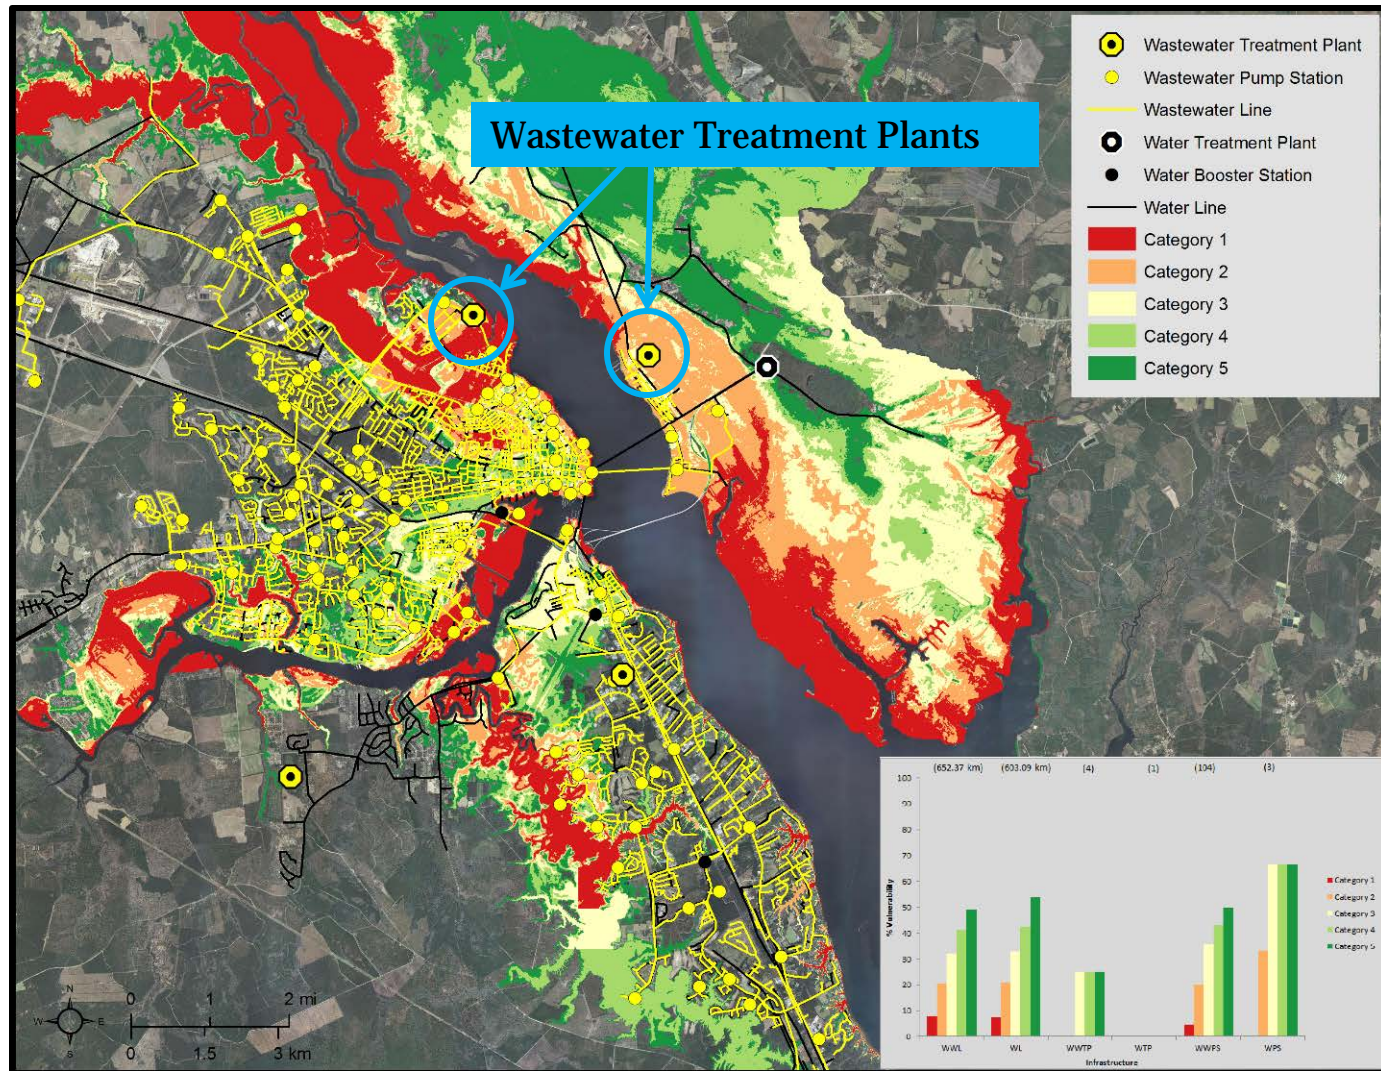 Wastewater Treatment Plants
Wastewater Treatment Plant
Wastewater Pump Station
Wastewater Line
Water Treatment Plant
Water Booster Station
Water Line
Category 1
Category 2
Category 3
Category 4
Category 5
N
W
E
S
0 1 2 mi
0 1.5 3 km
(652.37 km) (603.09 km) (4) (1) (104) (3)
100
90
80
70
60
50
40
30
20
10
0
% Vulnerability
WWL WL WWTP WTP WWPS WPS
Infrastructure
Category 1
Category 2
Category 3
Category 4
Category 5